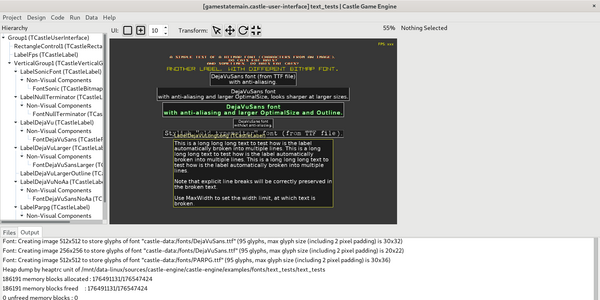 [gamestatemain.castle-user-interface] text_tests | Castle Game Engine
Project Design Code Run Data Help
Hierarchy
UI:
10
Transform:
55%
Nothing Selected
Group1 (TCastleUserInterface)
RectangleControl1 (TCastleRecta
LabelFps (TCastleLabel)
VerticalGroup1 (TCastleVerticalG
LabelSonicFont (TCastleLabel)
Non-Visual Components
FontSonic (TCastleBitmap
LabelNullTerminator (TCastleLa
Non-Visual Components
FontNullTerminator (TCast
LabelDejaVu (TCastleLabel)
Non-Visual Components
FontDejaVuSans (TCastleF
LabelDejaVuLarger (TCastleLab
Non-Visual Components
FontDejaVuSansLarger (T
LabelDejaVuLargerOutline (TCa
LabelDejaVuNoAa (TCastleLab
Non-Visual Components
FontDejaVuSansNoAa (TC
LabelParpg (TCastleLabel)
Non-Visual Components
ANOTHER LABEL, WITH DIFFERENT BITMAP FONT.
DejaVuSans font (from TTF file)
with anti-aliasing
DejaVuSans font
with anti-aliasing and larger OptimalSize, looks sharper at larger sizes.
DejaVuSans font
with anti-aliasing and larger OptimalSize and Outline.
DejaVuSans font
without anti-aliasing
font (from TTF file)
This is a long long long text to test how is the label
automatically broken into multiple lines. This is a long
long long text to test how is the label automatically
broken into multiple lines. This is a long long long text to
test how is the label automatically broken into multiple
lines.
Note that explicit line breaks will be correctly preserved in
the broken text.
Use MaxWidth to set the width limit, at which text is
broken
Files Output
Font: Creating image 512x512 to store glyphs of font "castle-data:/fonts/DejaVuSans.ttf" (95 glyphs, max glyph size (including 2 pixel padding) is 30x32)
Font: Creating image 256x256 to store glyphs of font "castle-data:/fonts/DejaVuSans.ttf" (95 glyphs, max glyph size (including 2 pixel padding) is 20x22)
Font: Creating image 512x512 to store glyphs of font "castle-data:/fonts/PARPG.ttf" (95 glyphs, max glyph size (including 2 pixel padding) is 30x36)
Heap dump by heaptrc unit of /mnt/data-linux/sources/castle-engine/castle-engine/examples/fonts/text_tests/text_tests
186191 memory blocks allocated : 176491131/176547424
186191 memory blocks freed : 176491131/176547424
0 unfreed memory blocks : 0